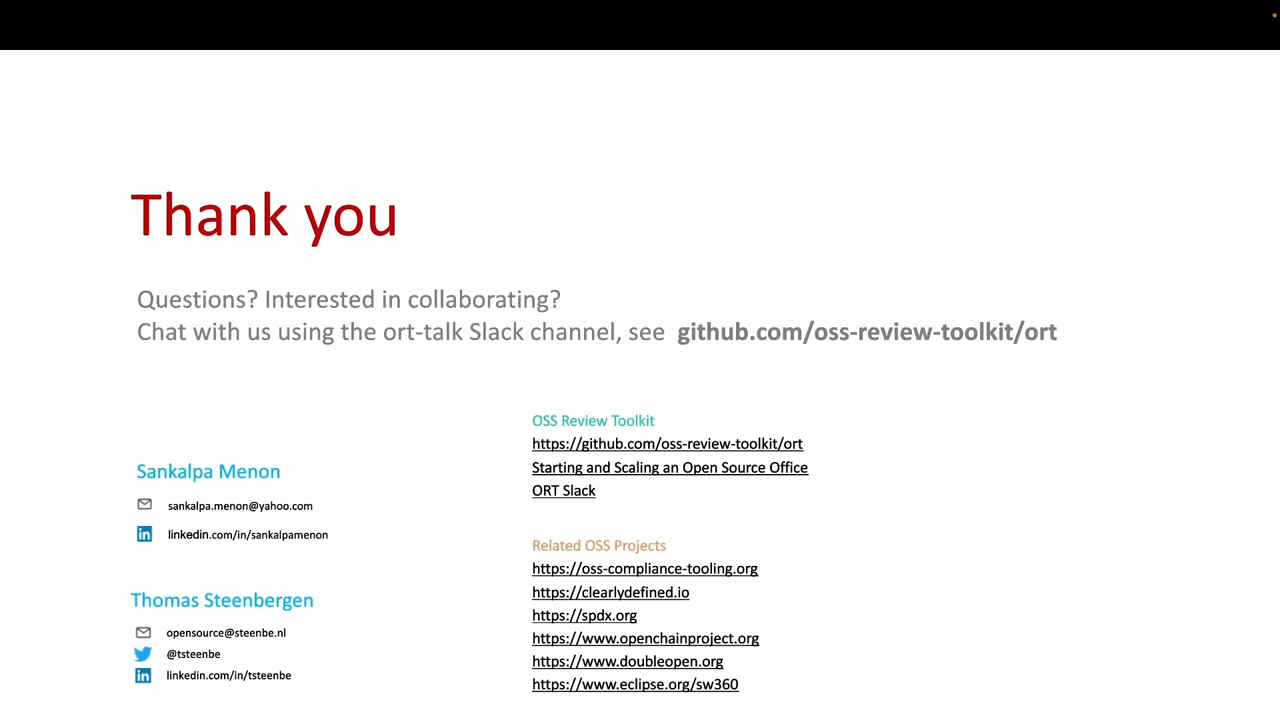 Thank you
Questions? Interested in collaborating?
Chat with us using the ort-talk Slack channel, see github.com/oss-review-toolkit/ort
Sankalpa Menon
sankalpa.menon@yahoo.com
linkedin.com/in/sankalpamenon
Thomas Steenbergen
opensource@steenbe.nl
@tsteenbe
linkedin.com/in/tsteenbe
OSS Review Toolkit
https://github.com/oss-review-toolkit/ort
Starting and Scaling an Open Source Office
ORT Slack
Related OSS Projects
https://oss-compliance-tooling.org
https://clearlydefined.io
https://spdx.org
https://www.openchainproject.org
https://www.doubleopen.org
https://www.eclipse.org/sw360